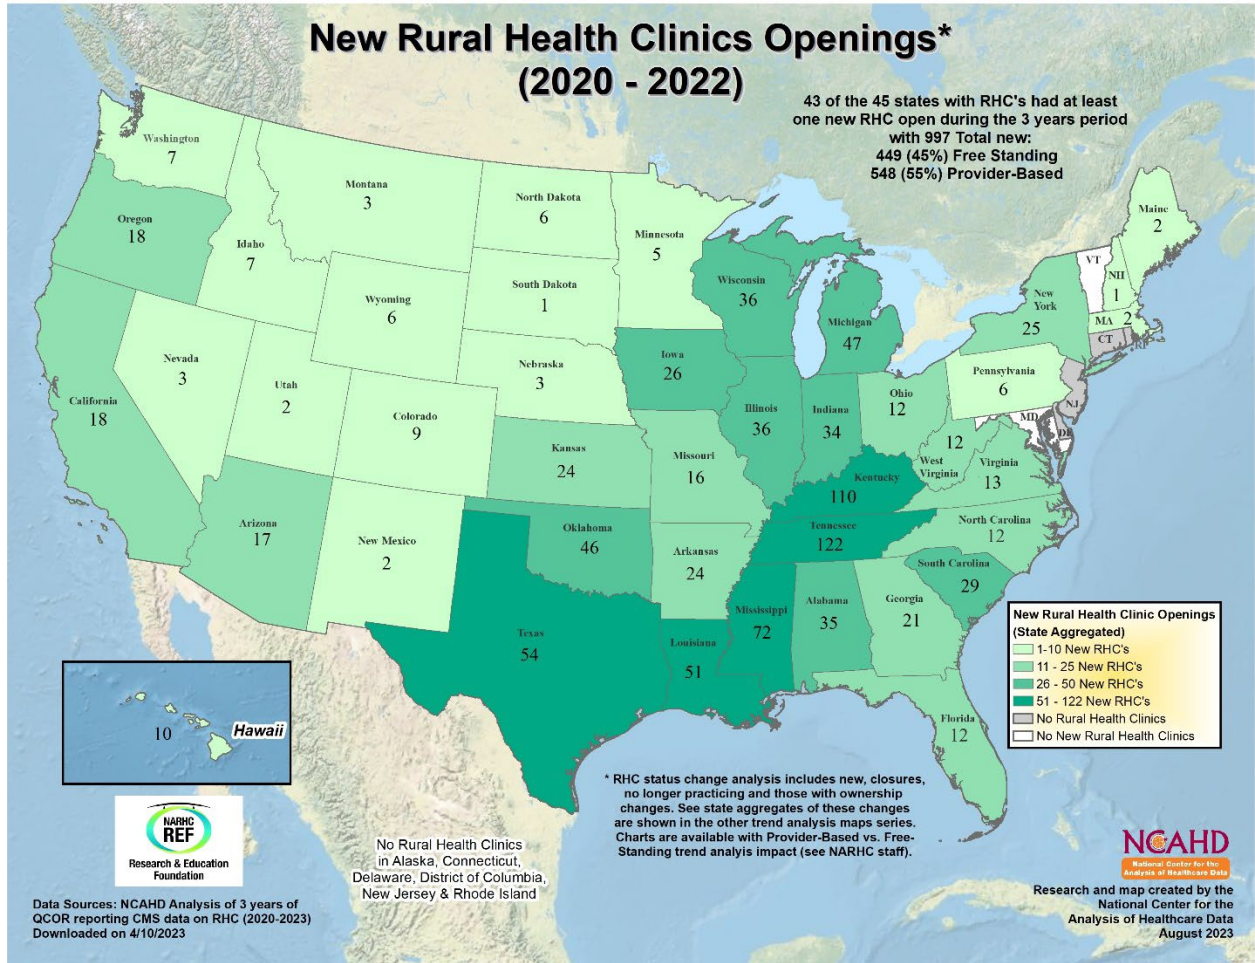 New Rural Health Clinics Openings*
(2020 - 2022)
43 of the 45 states with RHC's had at least
one new RHC open during the 3 years period
with 997 Total new:
449 (45%) Free Standing
548 (55%) Provider-Based
Washington
7
Montana
3
North Dakota
6
Minnesota
5
Maine
2
Oregon
18
Idaho
7
Wyoming
6
South Dakota
1
Wisconsin
36
Michigan
47
New
York
25
VT
NH
1
MA 2
CT
RI
Nevada
3
Utah
2
Colorado
9
Nebraska
3
Iowa
26
Illinois
36
Indiana
34
Ohio
12
Pennsylvania
6
NJ
MD
DE
California
18
Kansas
24
Missouri
16
Kentucky
110
12
West
Virginia
Virginia
13
Arizona
17
New Mexico
2
Oklahoma
46
Arkansas
24
Tennessee
122
North Carolina
12
South Carolina
29
Texas
54
Louisiana
51
Mississippi
72
Alabama
35
Georgia
21
Florida
12
10
Hawaii
New Rural Health Clinic Openings
(State Aggregated)
1-10 New RHC's
11 - 25 New RHC's
26 - 50 New RHC's
51 - 122 New RHC's
No Rural Health Clinics
No New Rural Health Clinics
* RHC status change analysis includes new, closures,
no longer practicing and those with ownership
changes. See state aggregates of these changes
are shown in the other trend analysis maps series.
Charts are available with Provider-Based vs. Free-
Standing trend analyis impact (see NARHC staff).
NARHC
REF
Research & Education
Foundation
No Rural Health Clinics
in Alaska, Connecticut,
Delaware, District of Columbia,
New Jersey & Rhode Island
Data Sources: NCAHD Analysis of 3 years of
QCOR reporting CMS data on RHC (2020-2023)
Downloaded on 4/10/2023
NCAHD
National Center for the
Analysis of Healthcare Data
Research and map created by the
National Center for the
Analysis of Healthcare Data
August 2023